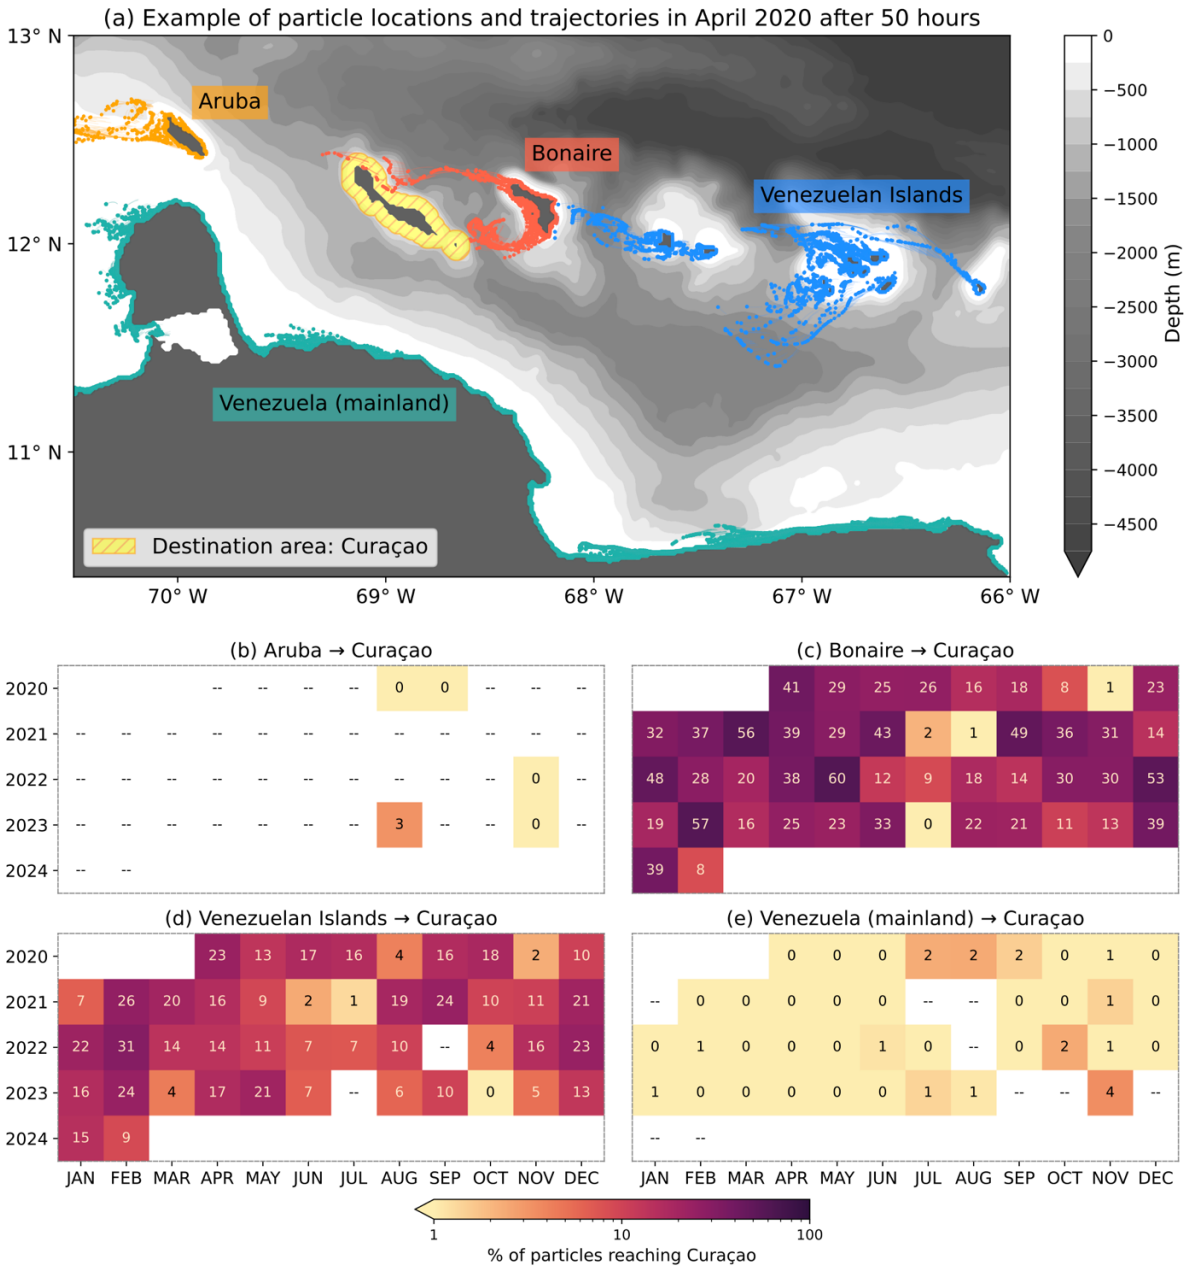 (a) Example of particle locations and trajectories in April 2020 after 50 hours
13° N
12° N
11° N
70° W 69° W 68° W 67° W 66° W
Aruba
Bonaire
Venezuelan Islands
Venezuela (mainland)
Destination area: Curaçao
0
−500
−1000
−1500
−2000
−2500
−3000
−3500
−4000
−4500
Depth (m)
(b) Aruba → Curaçao
2020 -- -- -- -- 0 0 -- -- --
2021 -- -- -- -- -- -- -- -- -- -- -- --
2022 -- -- -- -- -- -- -- -- -- -- 0 --
2023 -- -- -- -- -- -- -- 3 -- -- 0 --
2024 -- --
(c) Bonaire → Curaçao
41 29 25 26 16 18 8 1 23
32 37 56 39 29 43 2 1 49 36 31 14
48 28 20 38 60 12 9 18 14 30 30 53
19 57 16 25 23 33 0 22 21 11 13 39
39 8
(d) Venezuelan Islands → Curaçao
2020 23 13 17 16 4 16 18 2 10
2021 7 26 20 16 9 2 1 19 24 10 11 21
2022 22 31 14 14 11 7 7 10 -- 4 16 23
2023 16 24 4 17 21 7 -- 6 10 0 5 13
2024 15 9
JAN FEB MAR APR MAY JUN JUL AUG SEP OCT NOV DEC
(e) Venezuela (mainland) → Curaçao
0 0 0 2 2 2 0 1 0
-- 0 0 0 0 0 -- -- 0 0 1 0
0 1 0 0 0 1 0 -- 0 2 1 0
1 0 0 0 0 0 1 1 -- -- 4 --
-- --
JAN FEB MAR APR MAY JUN JUL AUG SEP OCT NOV DEC
1 10 100
% of particles reaching Curaçao